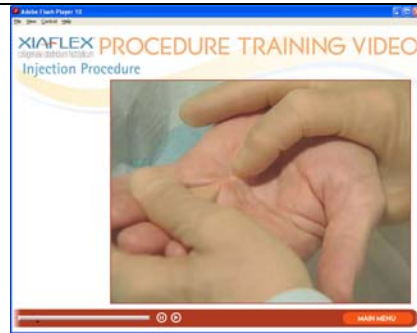 Adobe Flash Player 10
File View Control Help
XIAFLEX PROCEDURE TRAINING VIDEO
Injection Procedure
MAIN MENU